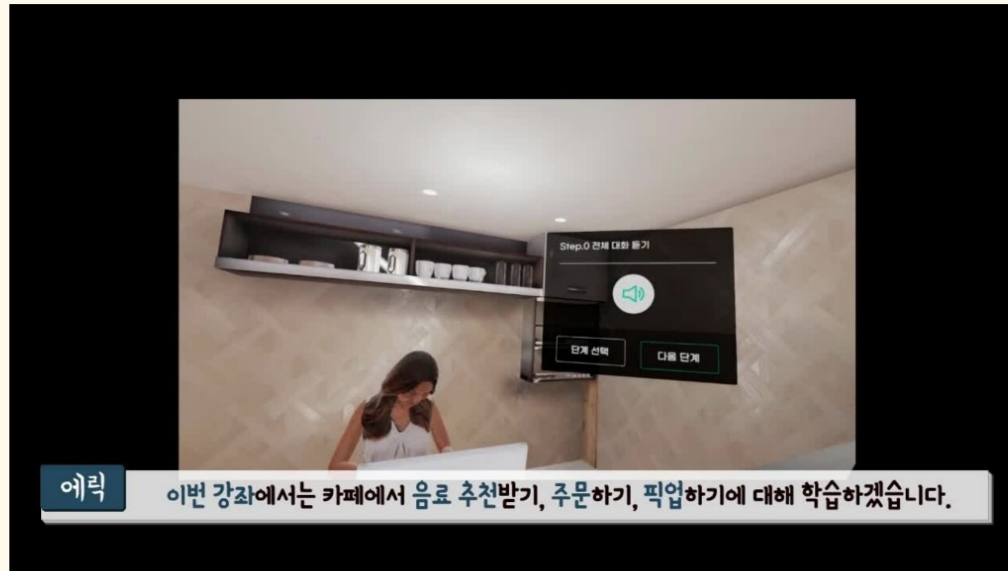 Step.0 전체 대화 듣기
단계 선택
다음 단계
에릭
이번 강좌에서는 카페에서 음료 추천받기, 주문하기, 픽업하기에 대해 학습하겠습니다.